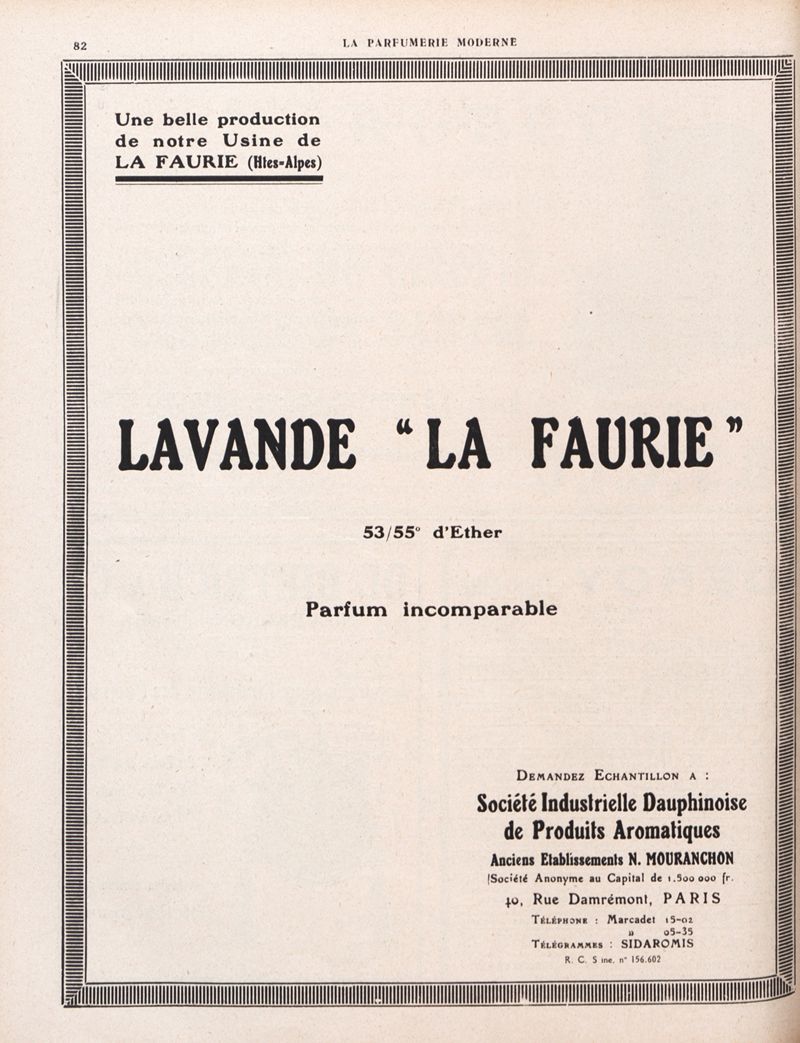 82
LA PARFUMERIE MODERNE
Une belle production
de notre Usine de
LA FAURIE (Htes-Alpes)
LAVANDE “LA FAURIE”
53/55° d'Ether
Parfum incomparable
DEMANDEZ ECHANTILLON A :
Société Industrielle Dauphinoise
de Produits Aromatiques
Anciens Etablissements N. MOURANCHON
(Société Anonyme au Capital de 1.500 000 fr.
40, Rue Damrémont, PARIS
TÉLÉPHONE : Marcadet 15-02
» 05-35
TÉLÉGRAMMES : SIDAROMIS
R. C. S ine. n° 156.602